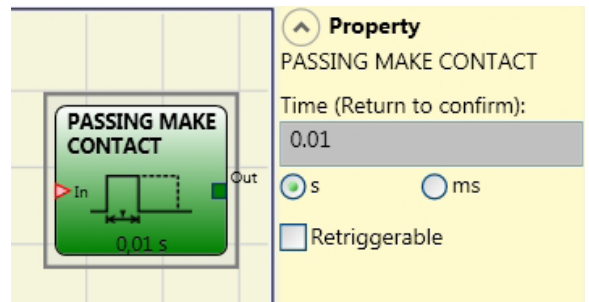 PASSING MAKE
CONTACT
In
Out
0,01 s
Property
PASSING MAKE CONTACT
Time (Return to confirm):
0.01
s
ms
Retriggerable